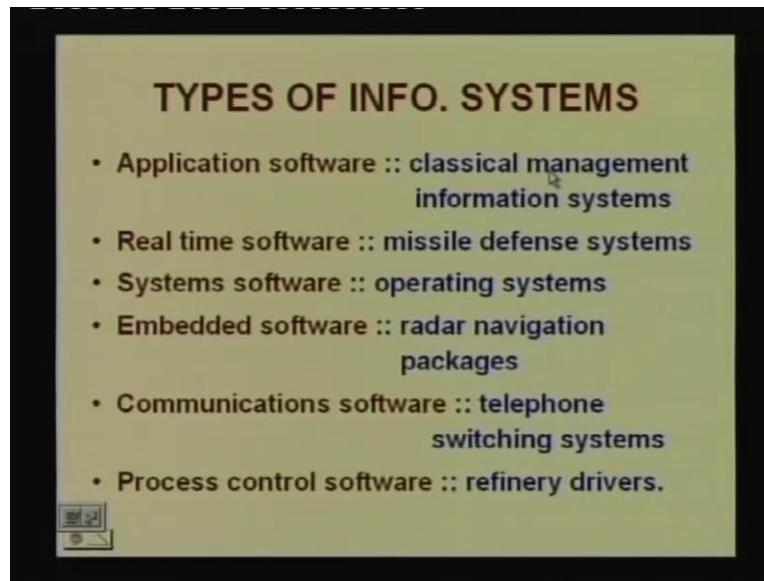 TYPES OF INFO. SYSTEMS
• Application software :: classical management
information systems
• Real time software :: missile defense systems
• Systems software :: operating systems
• Embedded software :: radar navigation
packages
• Communications software :: telephone
switching systems
• Process control software :: refinery drivers.